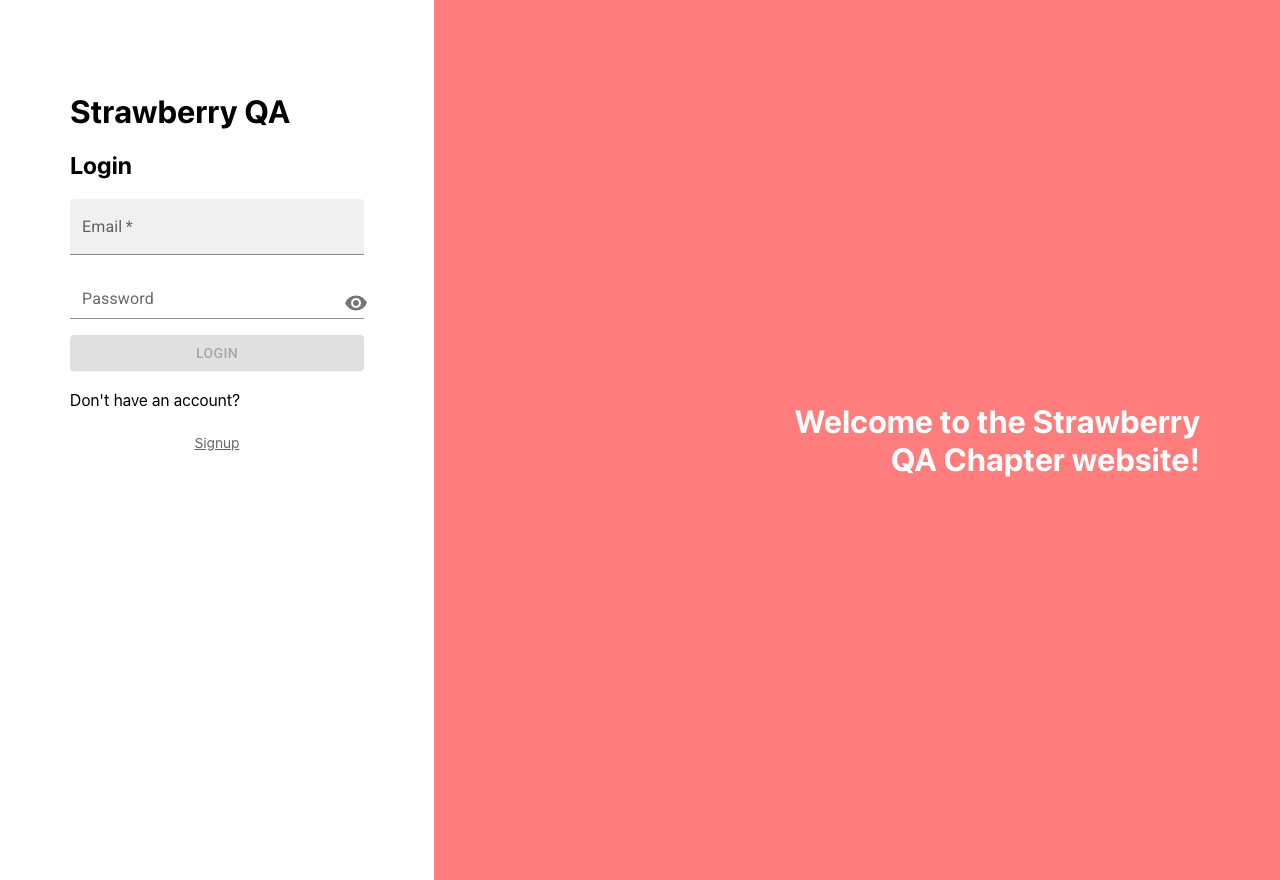 Strawberry QA
Login
Email *
Password
LOGIN
Don't have an account?
Signup
Welcome to the Strawberry
QA Chapter website!